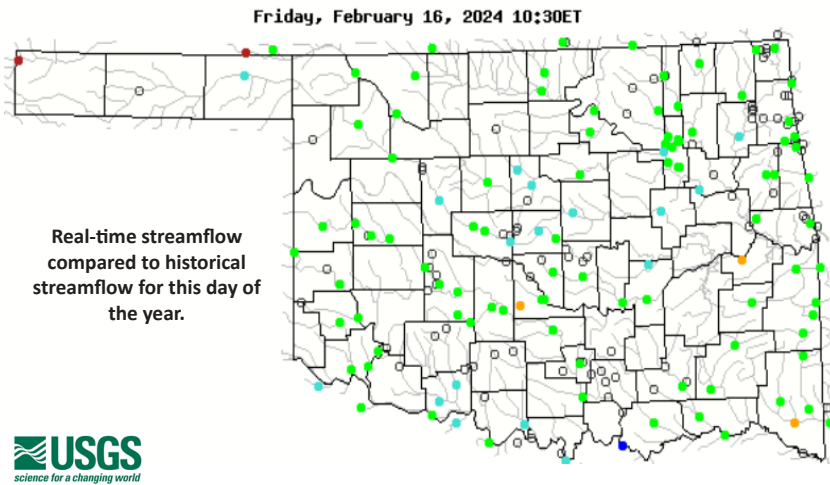 Friday, February 16, 2024 10:30ET
Real-time streamflow
compared to historical
streamflow for this day of
the year.
USGS
science for a changing world